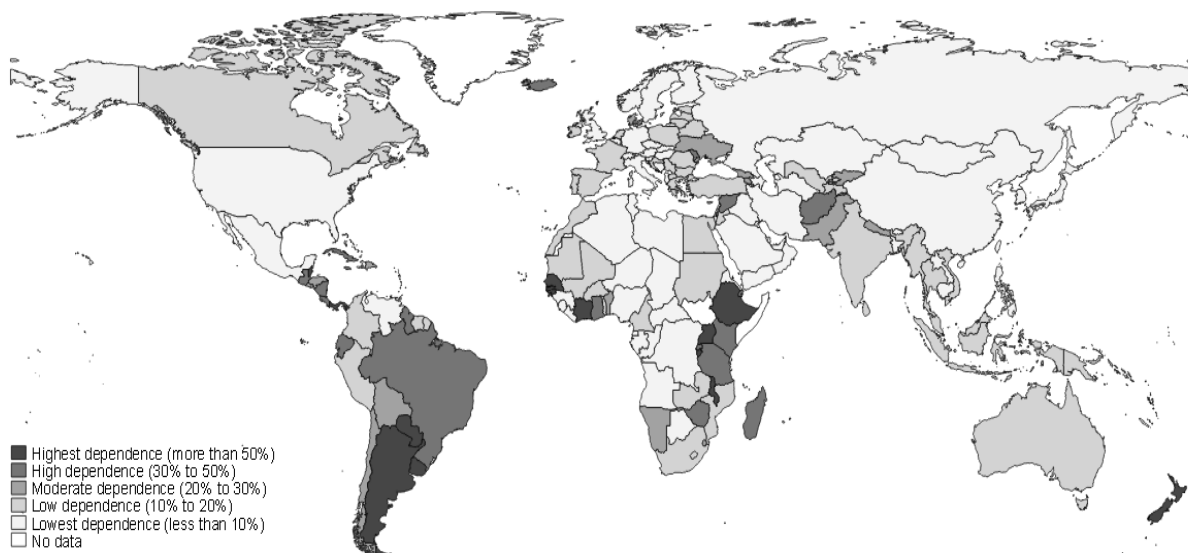 Highest dependence (more than 50%)
High dependence (30% to 50%)
Moderate dependence (20% to 30%)
Low dependence (10% to 20%)
Lowest dependence (less than 10%)
No data